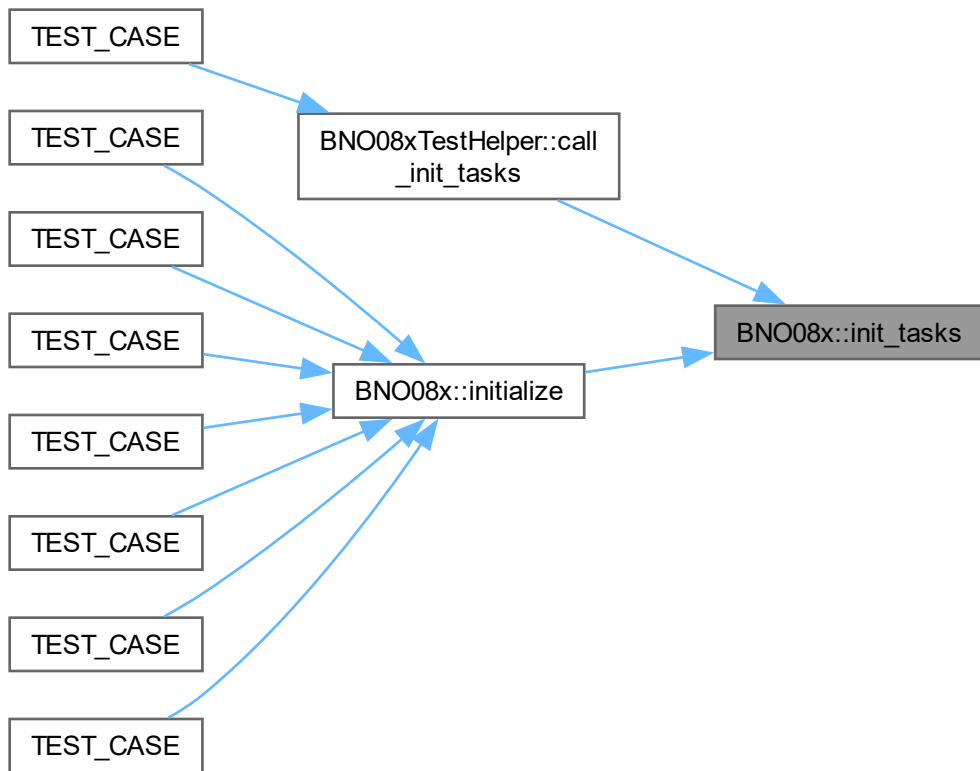 TEST_CASE
TEST_CASE
BNO08xTestHelper::call
_init_tasks
TEST_CASE
BNO08x::init_tasks
TEST_CASE
BNO08x::initialize
TEST_CASE
TEST_CASE
TEST_CASE
TEST_CASE